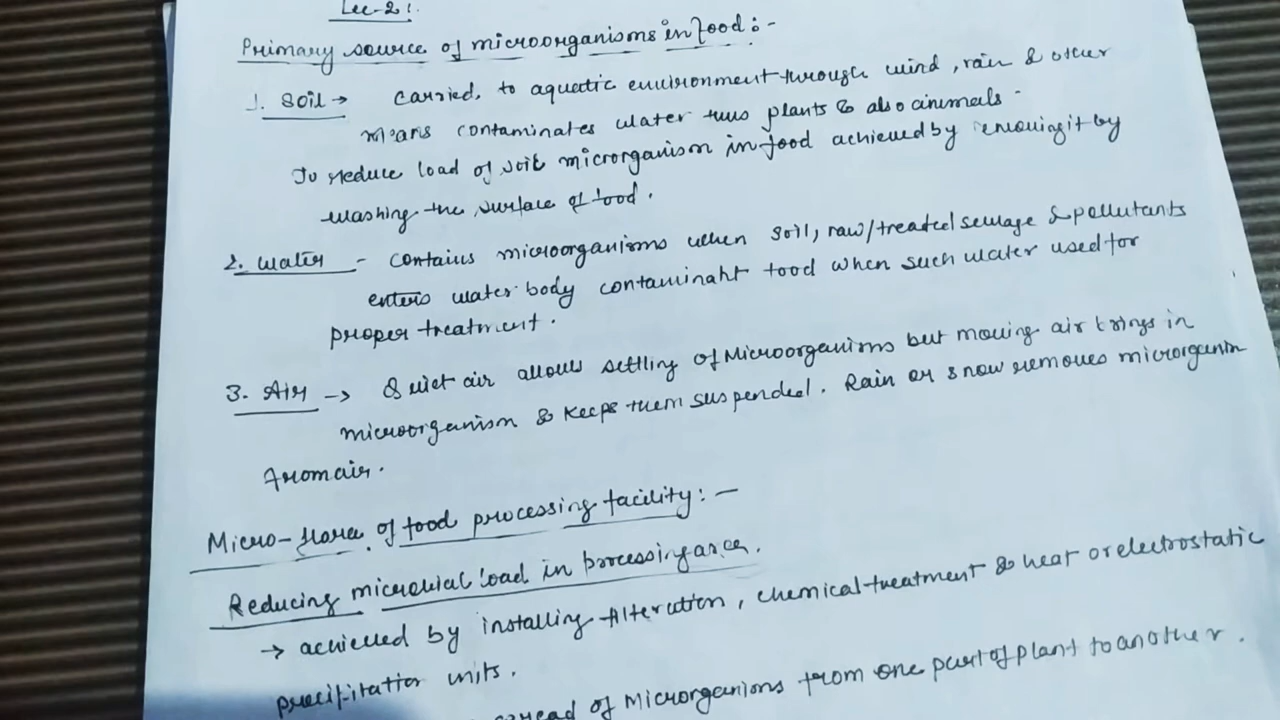 Lec-2:
Primary source of microorganisms in food:-
1. Soil → carried, to aquatic environment through wind, rain & other
means contaminates water thus plants & also animals.
To reduce load of soil microrganism in food achieved by removing it by
washing the surface of food.
2. Water - contains microorganisms when soil, raw/treated sewage & pollutants
enters water body contaminaht food when such water used for
proper treatment.
3. Air → Quiet air allows settling of Microorganisms but moving air brings in
microorganism & keeps them suspended. Rain or snow removes microrganism
from air.
Micro-flora of food processing facility:-
Reducing microbial load in processing area.
→ achieved by installing filteration, chemical treatment & heat or electrostatic
precipitation units.
spread of Microrganisms from one part of plant to another.